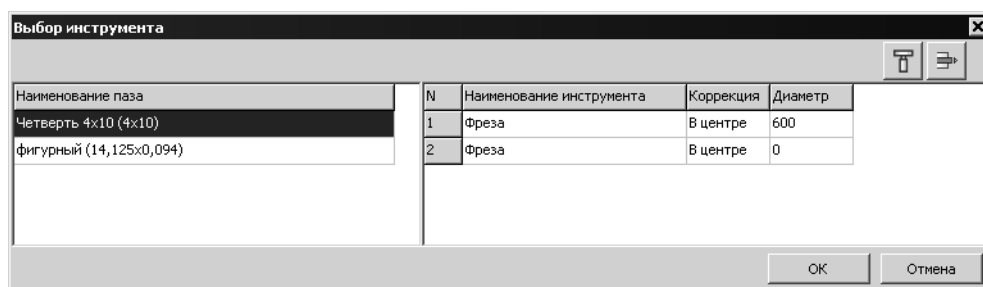 Выбор инструмента
Наименование паза
Четверть 4x10 (4x10)
фигурный (14,125x0,094)
N Наименование инструмента Коррекция Диаметр
1 Фреза В центре 600
2 Фреза В центре 0
OK Отмена